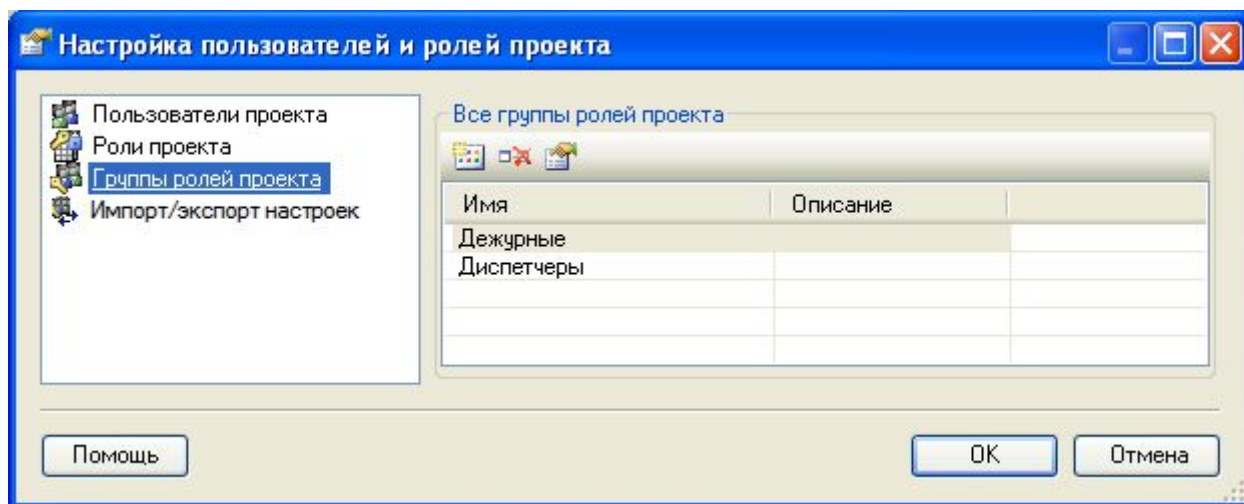 Настройка пользователей и ролей проекта
Пользователи проекта
Роли проекта
Группы ролей проекта
Импорт/экспорт настроек
Все группы ролей проекта
Имя Описание
Дежурные
Диспетчеры
Помощь OK Отмена